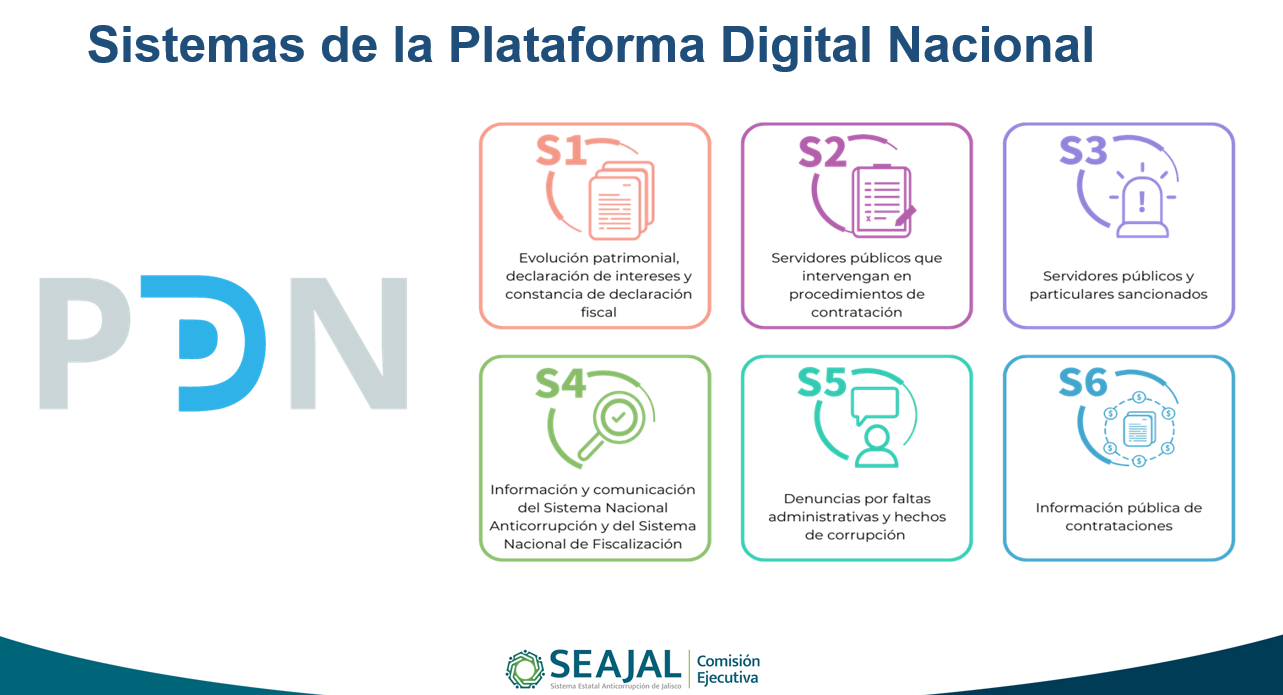 Sistemas de la Plataforma Digital Nacional
PDN
S1
Evolución patrimonial,
declaración de intereses y
constancia de declaración
fiscal
S2
Servidores públicos que
intervengan en
procedimientos de
contratación
S3
!
Servidores públicos y
particulares sancionados
S4
Información y comunicación
del Sistema Nacional
Anticorrupción y del Sistema
Nacional de Fiscalización
S5
Denuncias por faltas
administrativas y hechos
de corrupción
S6
$ $ $ $ $ $
Información pública de
contrataciones
SEAJAL
Sistema Estatal Anticorrupción de Jalisco
Comisión
Ejecutiva